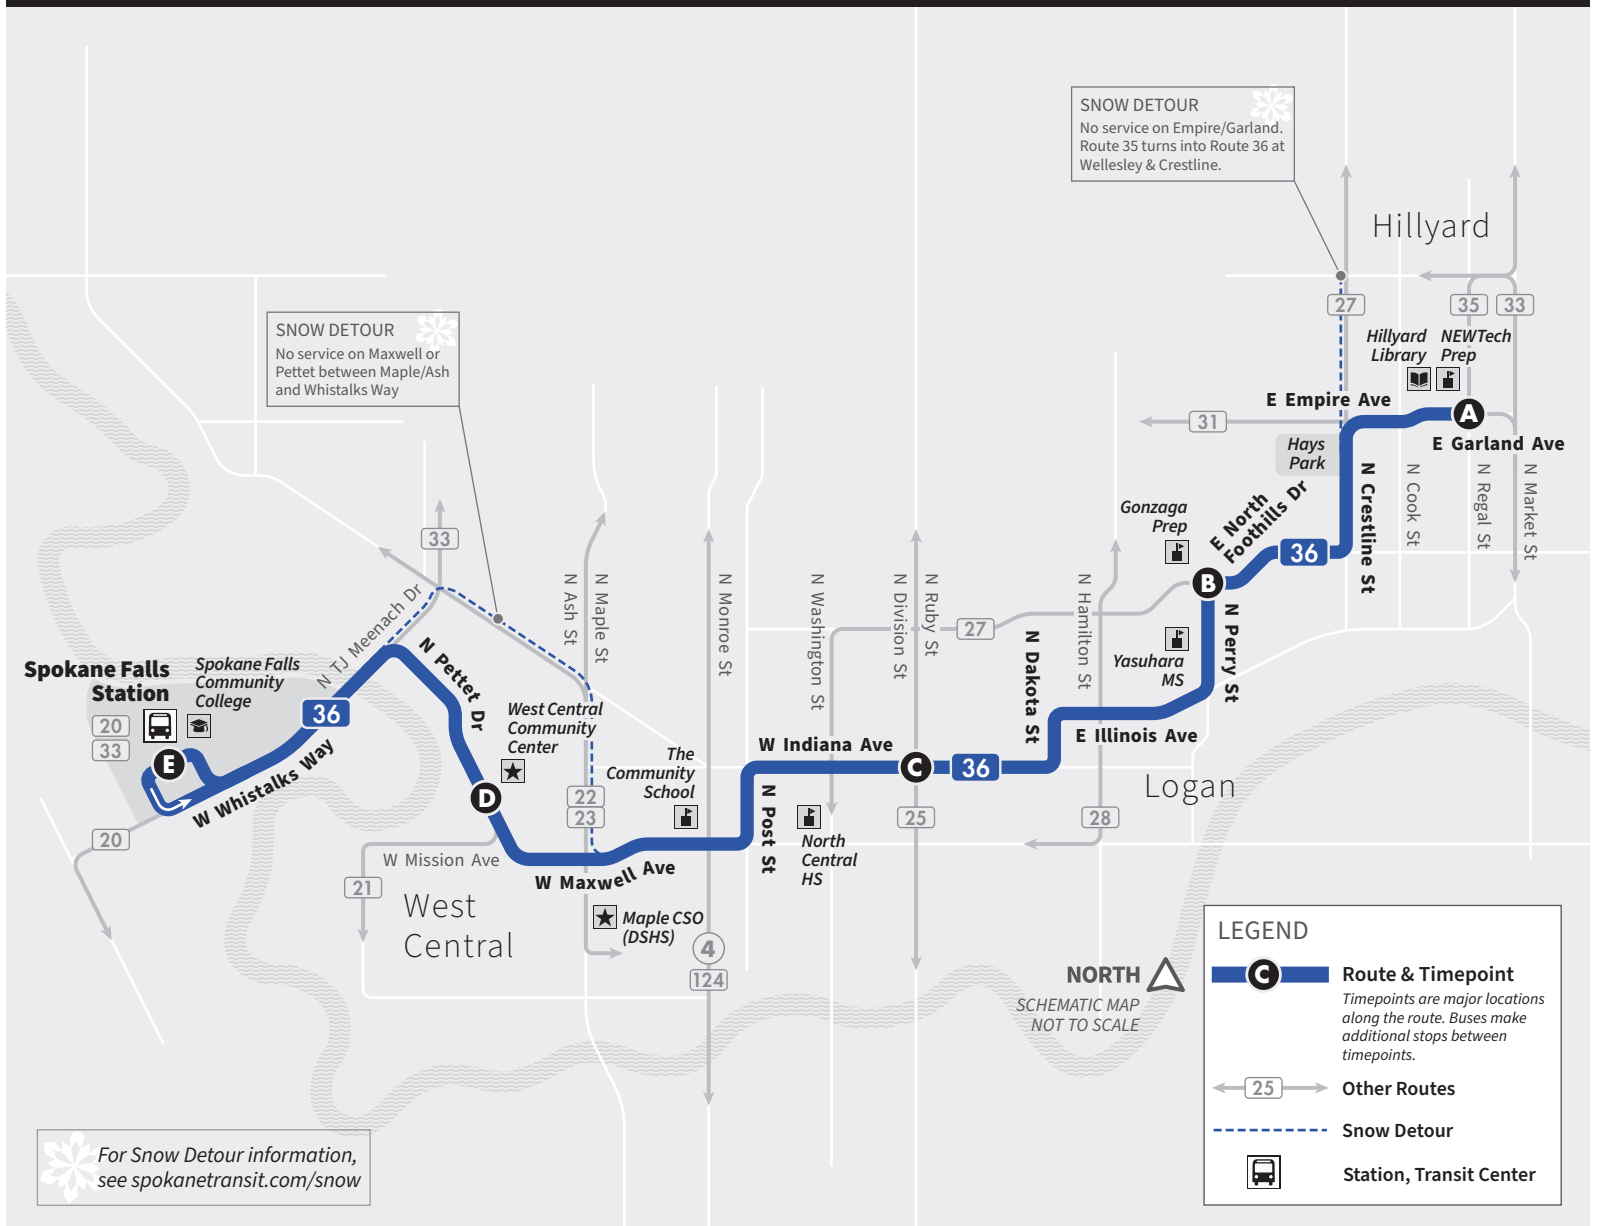 SNOW DETOUR
No service on Empire/Garland.
Route 35 turns into Route 36 at
Wellesley & Crestline.
Hillyard
27
35
33
SNOW DETOUR
No service on Maxwell or
Pettet between Maple/Ash
and Whistalks Way
Hillyard
Library
NEWTech
Prep
E Empire Ave
A
31
E Garland Ave
Hays
Park
N Crestline St
N Cook St
N Regal St
N Market St
Gonzaga
Prep
E North
Foothills Dr
36
33
B
N TJ Meenach Dr
N Ash St
N Maple St
N Monroe St
N Washington St
N Division St
N Ruby St
27
N Dakota St
N Hamilton St
N Perry St
Yasuhara
MS
N Pettet Dr
Spokane Falls
Station
Spokane Falls
Community
College
20
33
36
E
W Whistalks Way
West Central
Community
Center
D
The
Community
School
W Indiana Ave
C
36
E Illinois Ave
Logan
22
23
N Post St
25
28
20
North
Central
HS
W Mission Ave
21
W Maxwell Ave
West
Central
Maple CSO
(DSHS)
4
124
NORTH
SCHEMATIC MAP
NOT TO SCALE
LEGEND
C
Route & Timepoint
Timepoints are major locations
along the route. Buses make
additional stops between
timepoints.
25
Other Routes
Snow Detour
Station, Transit Center
For Snow Detour information,
see spokanetransit.com/snow